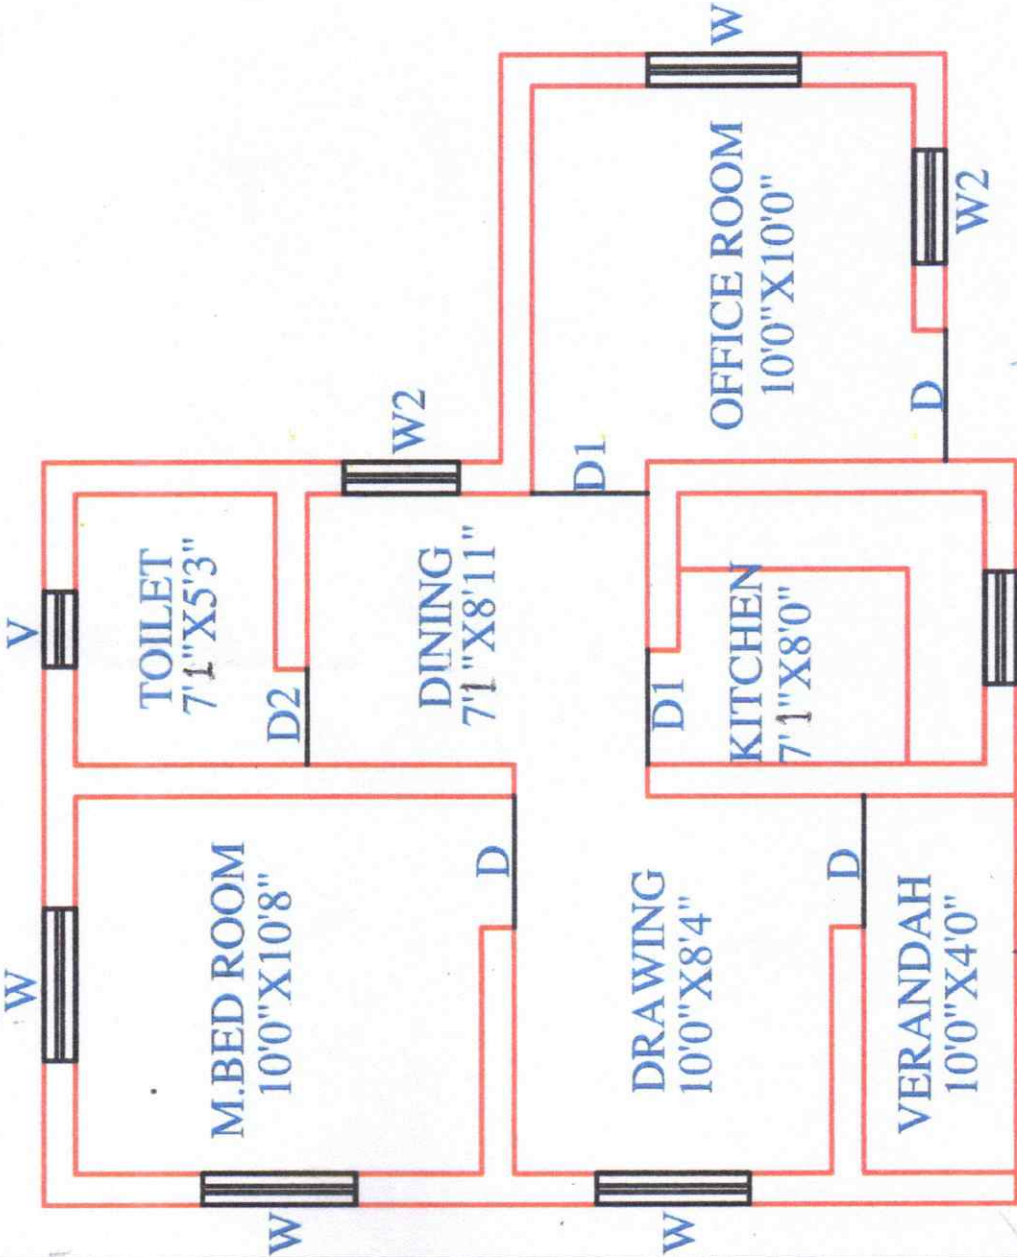 W
V
W
TOILET
7'1"X5'3"
D2
W2
M.BED ROOM
10'0"X10'8"
D
DINING
7'1"X8'11"
D1
OFFICE ROOM
10'0"X10'0"
D
W2
W
DRAWING
10'0"X8'4"
D
D1
KITCHEN
7'1"X8'0"
W
VERANDAH
10'0"X4'0"